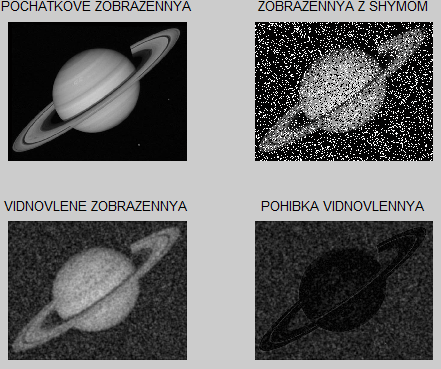 POCHATKOVE ZOBRAZENNYA
ZOBRAZENNYA Z SHYMOM
VIDNOVLENE ZOBRAZENNYA
POHIBKA VIDNOVLENNYA